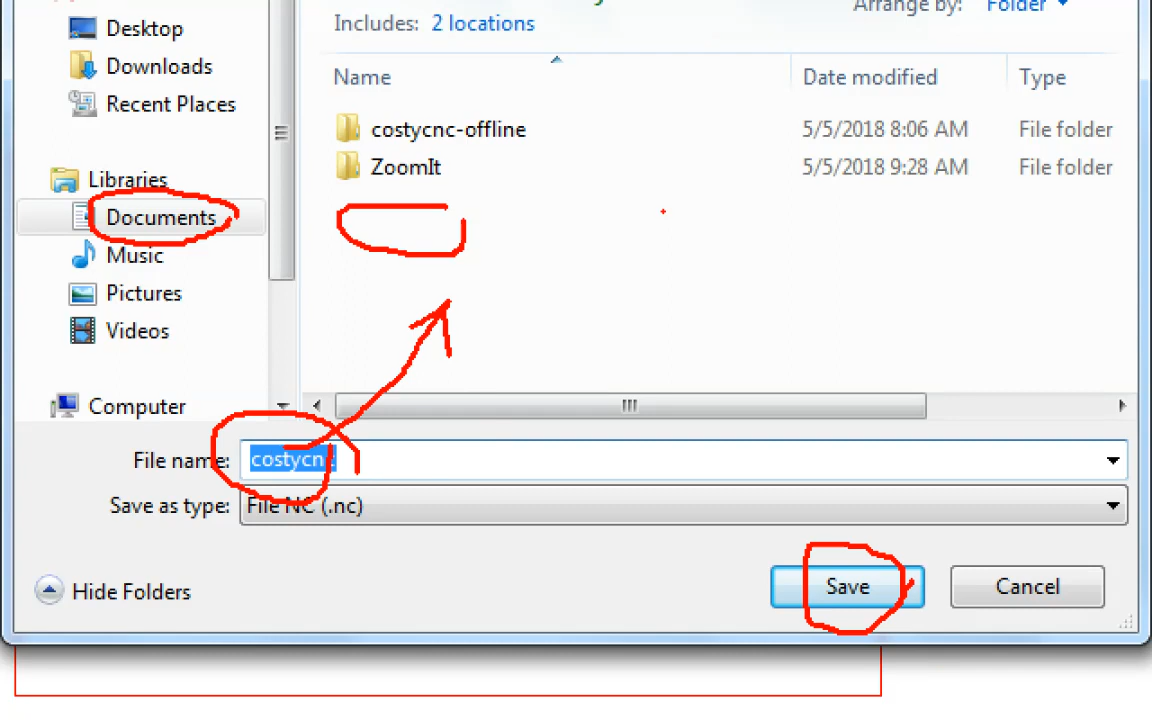 Arrange by: Folder
Includes: 2 locations
Desktop
Downloads
Recent Places
Libraries
Documents
Music
Pictures
Videos
Computer
Name Date modified Type
costycnc-offline 5/5/2018 8:06 AM File folder
ZoomIt 5/5/2018 9:28 AM File folder
File name: costycnc
Save as type: File NC (.nc)
Hide Folders
Save Cancel